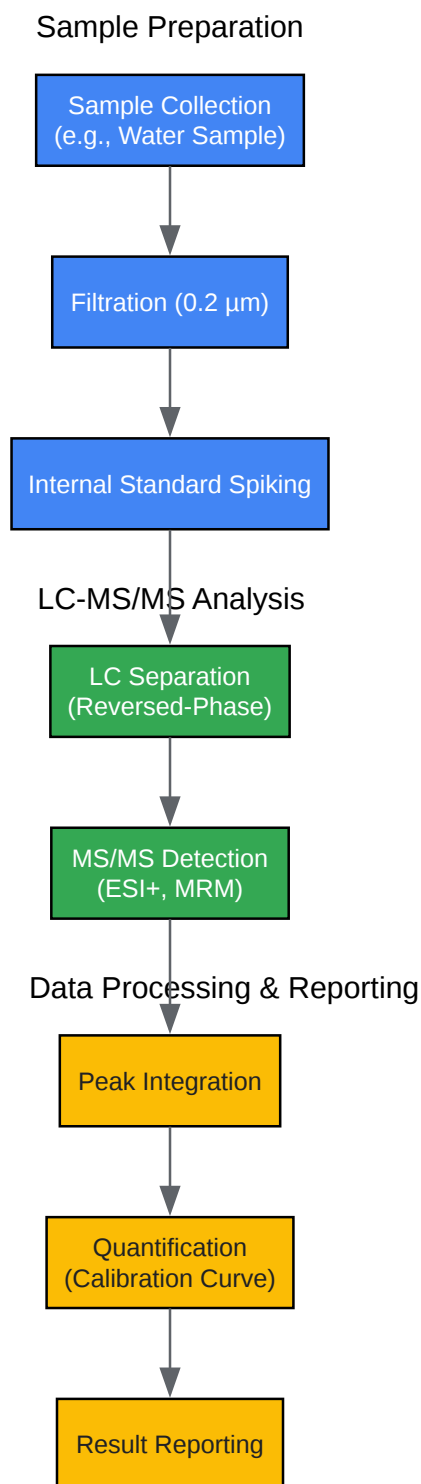 Sample Preparation
Sample Collection
(e.g., Water Sample)
Filtration (0.2 µm)
Internal Standard Spiking
LC-MS/MS Analysis
LC Separation
(Reversed-Phase)
MS/MS Detection
(ESI+, MRM)
Data Processing & Reporting
Peak Integration
Quantification
(Calibration Curve)
Result Reporting